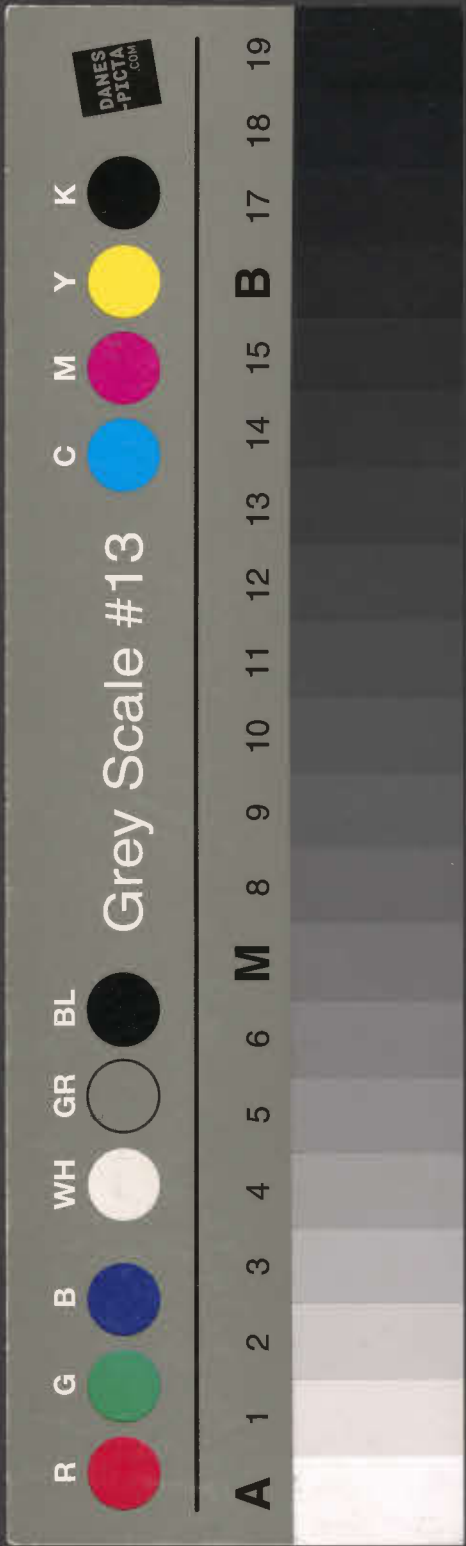 R G B WH GR BL Grey Scale #13 C M Y K
DANES
-PICTA
.COM
A 1 2 3 4 5 6 M 8 9 10 11 12 13 14 15 B 17 18 19